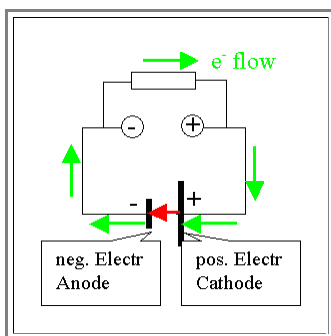 e⁻ flow
- +
- +
neg. Electr
Anode
pos. Electr
Cathode